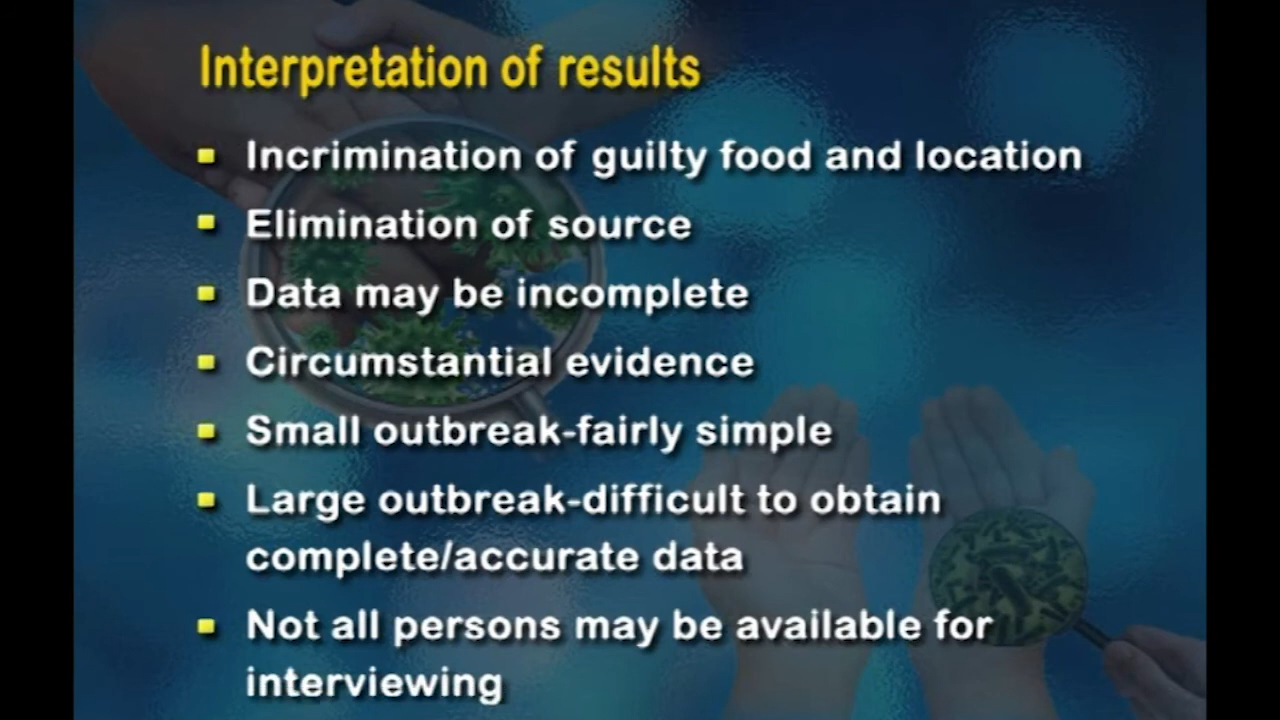 Interpretation of results
Incrimination of guilty food and location
Elimination of source
Data may be incomplete
Circumstantial evidence
Small outbreak-fairly simple
Large outbreak-difficult to obtain
complete/accurate data
Not all persons may be available for
interviewing